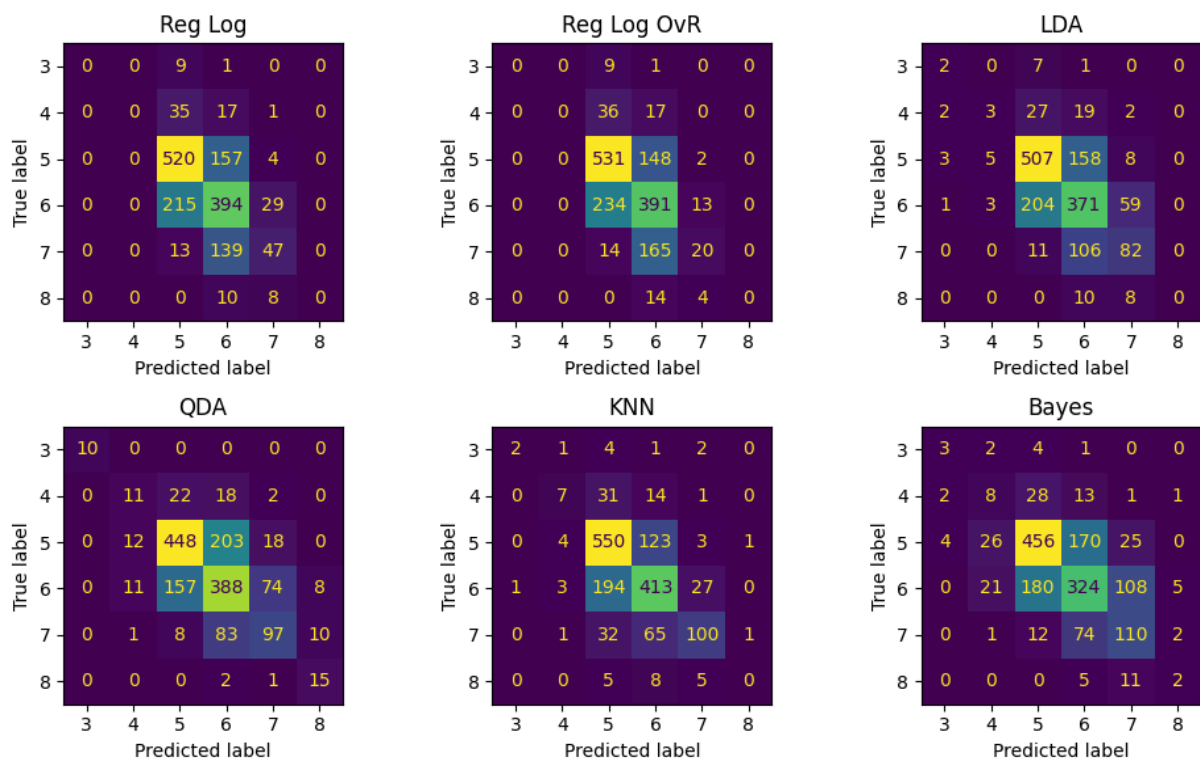 Reg Log
Reg Log OvR
LDA
True label
3 0 0 9 1 0 0
4 0 0 35 17 1 0
5 0 0 520 157 4 0
6 0 0 215 394 29 0
7 0 0 13 139 47 0
8 0 0 0 10 8 0
3 4 5 6 7 8
Predicted label
True label
3 0 0 9 1 0 0
4 0 0 36 17 0 0
5 0 0 531 148 2 0
6 0 0 234 391 13 0
7 0 0 14 165 20 0
8 0 0 0 14 4 0
3 4 5 6 7 8
Predicted label
True label
3 2 0 7 1 0 0
4 2 3 27 19 2 0
5 3 5 507 158 8 0
6 1 3 204 371 59 0
7 0 0 11 106 82 0
8 0 0 0 10 8 0
3 4 5 6 7 8
Predicted label
QDA
KNN
Bayes
True label
3 10 0 0 0 0 0
4 0 11 22 18 2 0
5 0 12 448 203 18 0
6 0 11 157 388 74 8
7 0 1 8 83 97 10
8 0 0 0 2 1 15
3 4 5 6 7 8
Predicted label
True label
3 2 1 4 1 2 0
4 0 7 31 14 1 0
5 0 4 550 123 3 1
6 1 3 194 413 27 0
7 0 1 32 65 100 1
8 0 0 5 8 5 0
3 4 5 6 7 8
Predicted label
True label
3 3 2 4 1 0 0
4 2 8 28 13 1 1
5 4 26 456 170 25 0
6 0 21 180 324 108 5
7 0 1 12 74 110 2
8 0 0 0 5 11 2
3 4 5 6 7 8
Predicted label